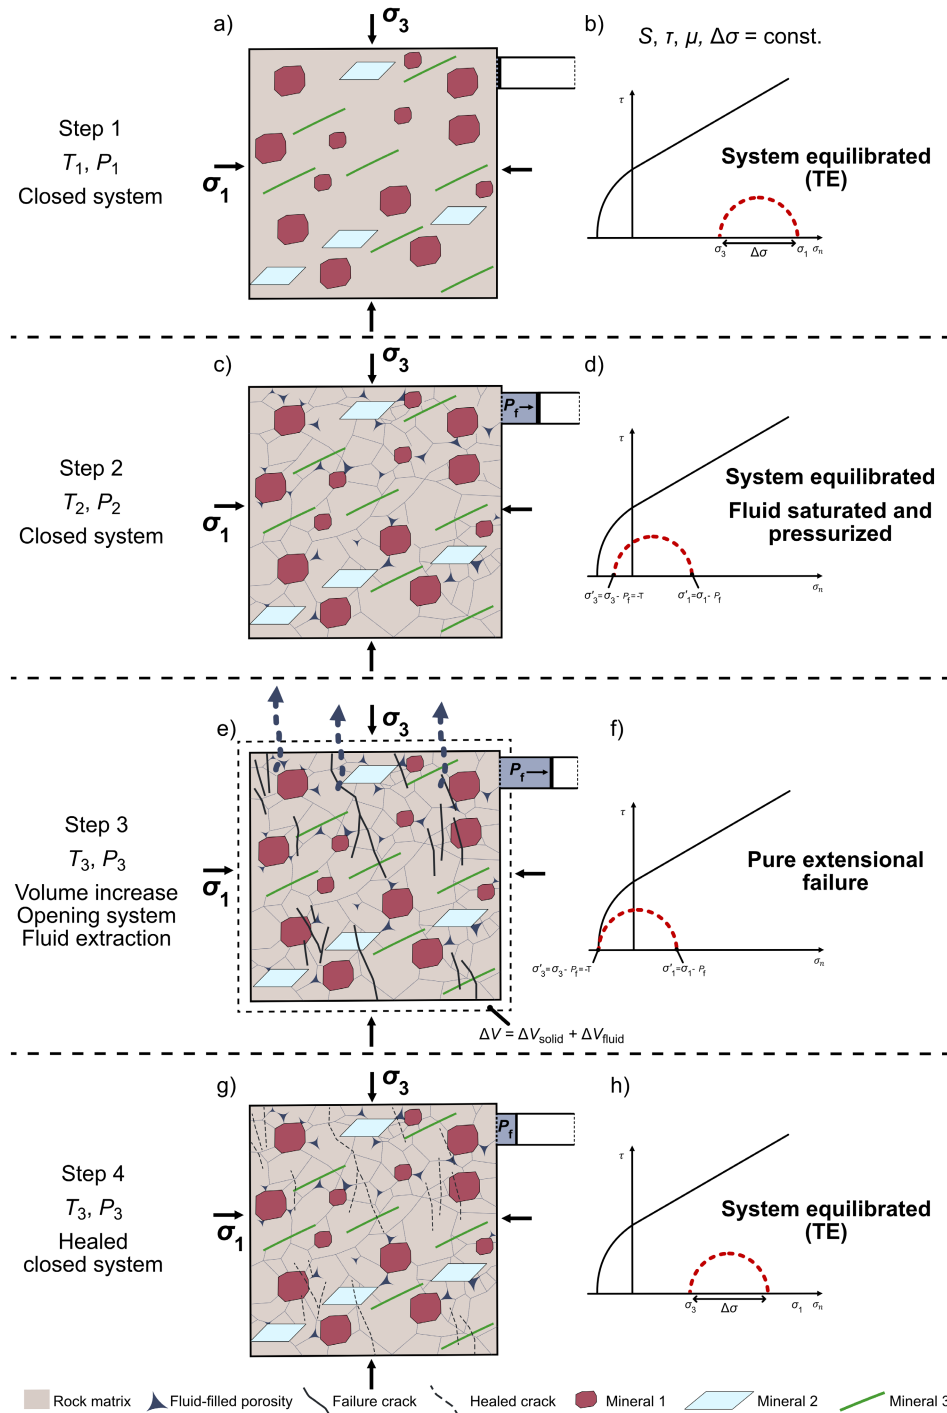 a)
σ3
b)
S, τ, μ, Δσ = const.
Step 1
T1, P1
Closed system
σ1
τ
System equilibrated
(TE)
σ3
Δσ
σ1
σn
c)
σ3
d)
Pf
Step 2
T2, P2
Closed system
σ1
τ
System equilibrated
Fluid saturated and
pressurized
σ'3=σ3- Pf=-T
σ'1=σ1- Pf
σn
e)
σ3
f)
Pf
Step 3
T3, P3
Volume increase
Opening system
Fluid extraction
σ1
τ
Pure extensional
failure
σ'3=σ3- Pf=-T
σ'1=σ1- Pf
σn
ΔV = ΔVsolid + ΔVfluid
g)
σ3
h)
Pf
Step 4
T3, P3
Healed
closed system
σ1
τ
System equilibrated
(TE)
σ3
Δσ
σ1
σn
Rock matrix
Fluid-filled porosity
Failure crack
Healed crack
Mineral 1
Mineral 2
Mineral 3